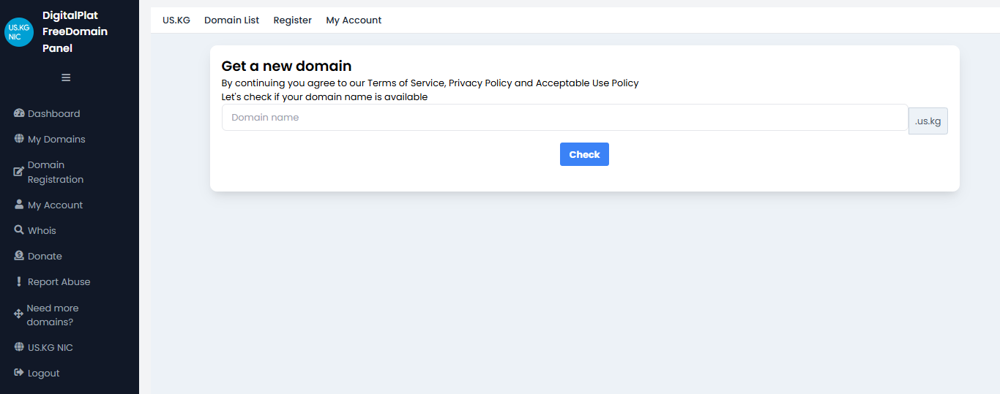 US.KG
NIC
DigitalPlat
FreeDomain
Panel
Dashboard
My Domains
Domain
Registration
My Account
Whois
Donate
Report Abuse
Need more
domains?
US.KG NIC
Logout
US.KG Domain List Register My Account
Get a new domain
By continuing you agree to our Terms of Service, Privacy Policy and Acceptable Use Policy
Let's check if your domain name is available
Domain name .us.kg
Check